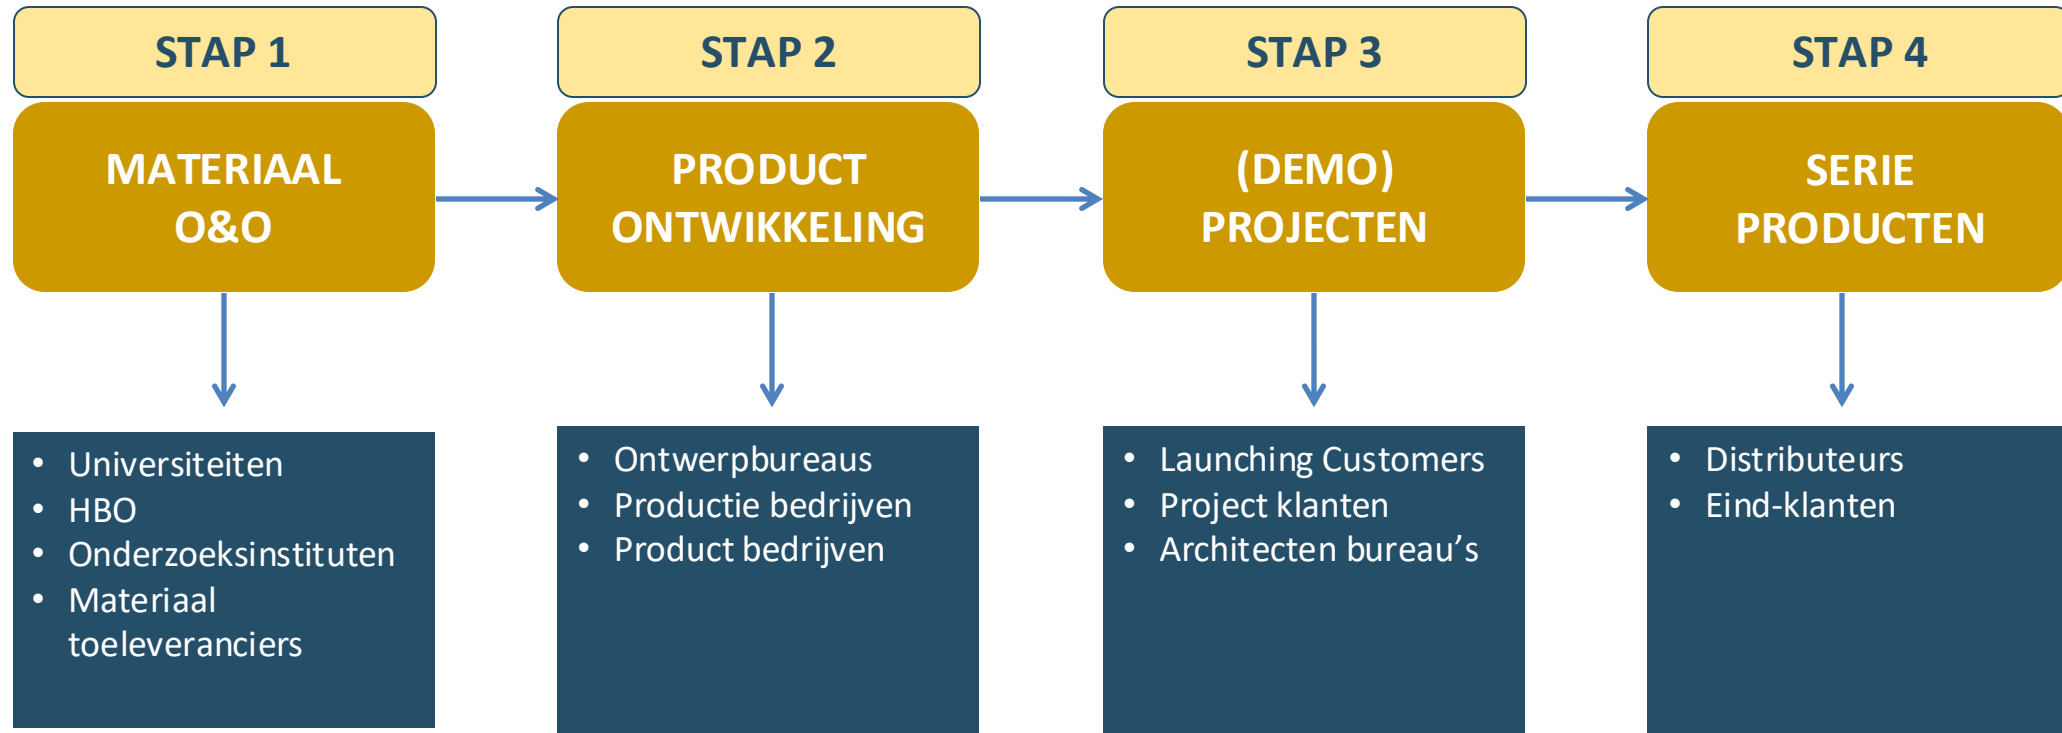 STAP 1
MATERIAAL
O&O
• Universiteiten
• HBO
• Onderzoeksinstituten
• Materiaal
toeleveranciers
STAP 2
PRODUCT
ONTWIKKELING
• Ontwerpbureaus
• Productie bedrijven
• Product bedrijven
STAP 3
(DEMO)
PROJECTEN
• Launching Customers
• Project klanten
• Architecten bureau’s
STAP 4
SERIE
PRODUCTEN
• Distributeurs
• Eind-klanten